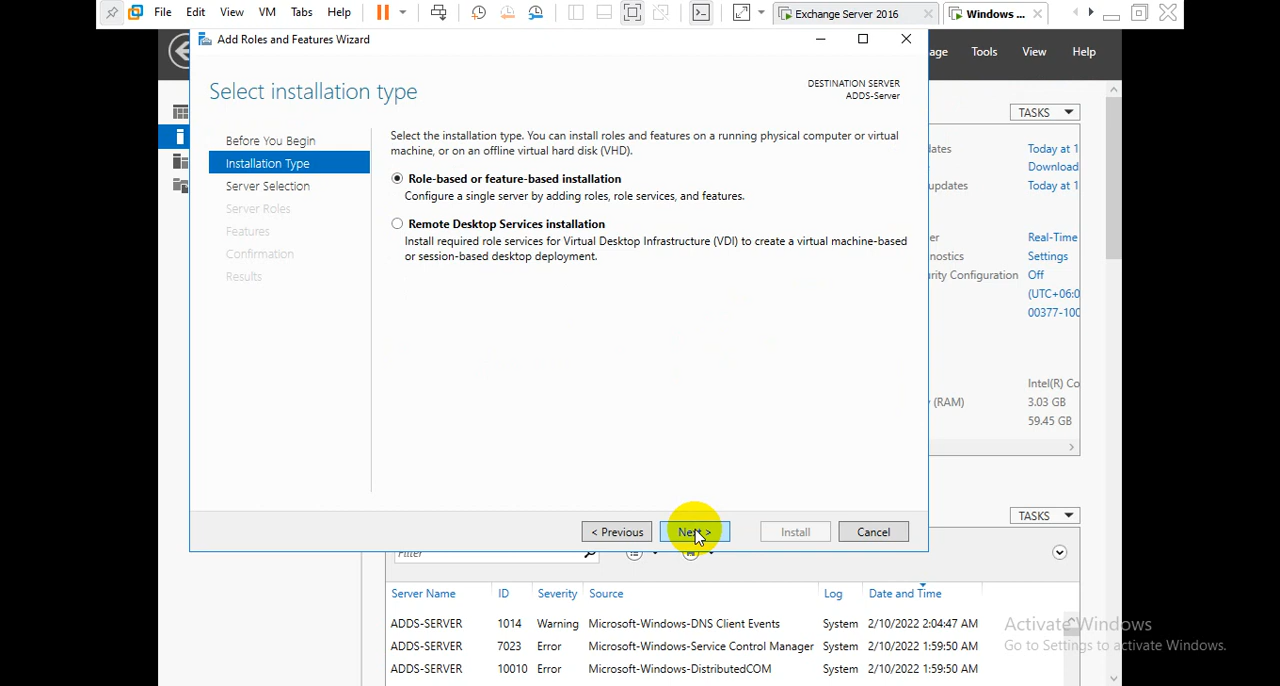 File Edit View VM Tabs Help Exchange Server 2016 Windows ...
Add Roles and Features Wizard
Tools View Help
Select installation type
DESTINATION SERVER
ADDS-Server
TASKS
Before You Begin
Installation Type
Server Selection
Server Roles
Features
Confirmation
Results
Select the installation type. You can install roles and features on a running physical computer or virtual
machine, or on an offline virtual hard disk (VHD).
Role-based or feature-based installation
Configure a single server by adding roles, role services, and features.
Remote Desktop Services installation
Install required role services for Virtual Desktop Infrastructure (VDI) to create a virtual machine-based
or session-based desktop deployment.
Today at 1
Download
updates Today at 1
Real-Time
nostics Settings
rity Configuration Off
(UTC+06:0
00377-100
Intel(R) Co
(RAM) 3.03 GB
59.45 GB
< Previous Next > Install Cancel
TASKS
Filter
Server Name ID Severity Source Log Date and Time
ADDS-SERVER 1014 Warning Microsoft-Windows-DNS Client Events System 2/10/2022 2:04:47 AM
ADDS-SERVER 7023 Error Microsoft-Windows-Service Control Manager System 2/10/2022 1:59:50 AM
ADDS-SERVER 10010 Error Microsoft-Windows-DistributedCOM System 2/10/2022 1:59:50 AM
Activate Windows
Go to Settings to activate Windows.